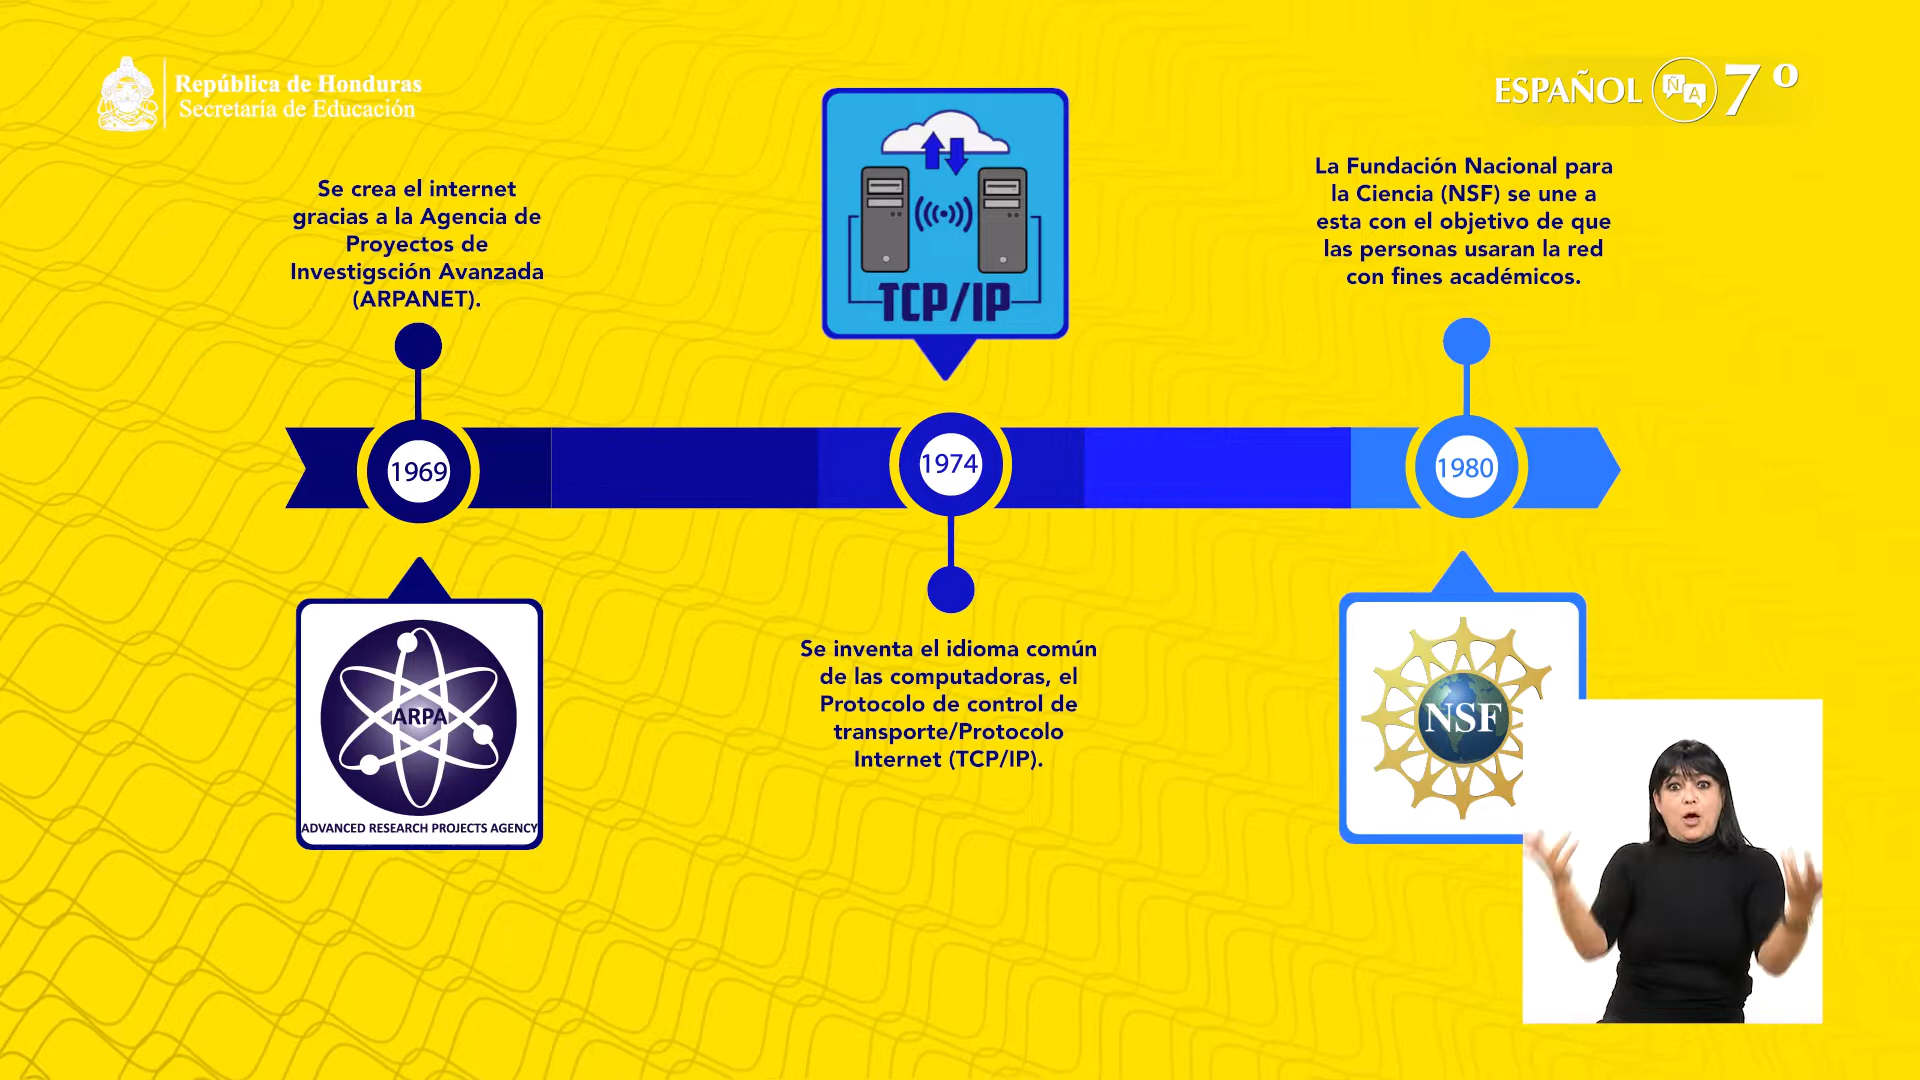 República de Honduras
Secretaría de Educación
ESPAÑOL
Ñ
A
7º
Se crea el internet
gracias a la Agencia de
Proyectos de
Investigsción Avanzada
(ARPANET).
TCP/IP
La Fundación Nacional para
la Ciencia (NSF) se une a
esta con el objetivo de que
las personas usaran la red
con fines académicos.
1969
1974
1980
ARPA
ADVANCED RESEARCH PROJECTS AGENCY
Se inventa el idioma común
de las computadoras, el
Protocolo de control de
transporte/Protocolo
Internet (TCP/IP).
NSF